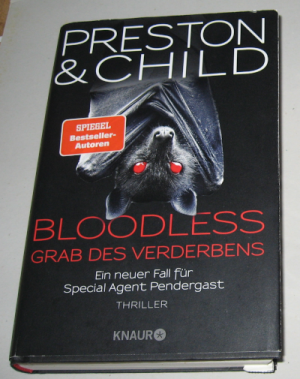 PRESTON
& CHILD
SPIEGEL
Bestseller-
Autoren
BLOODLESS
GRAB DES VERDERBENS
Ein neuer Fall für
Special Agent Pendergast
THRILLER
KNAUR